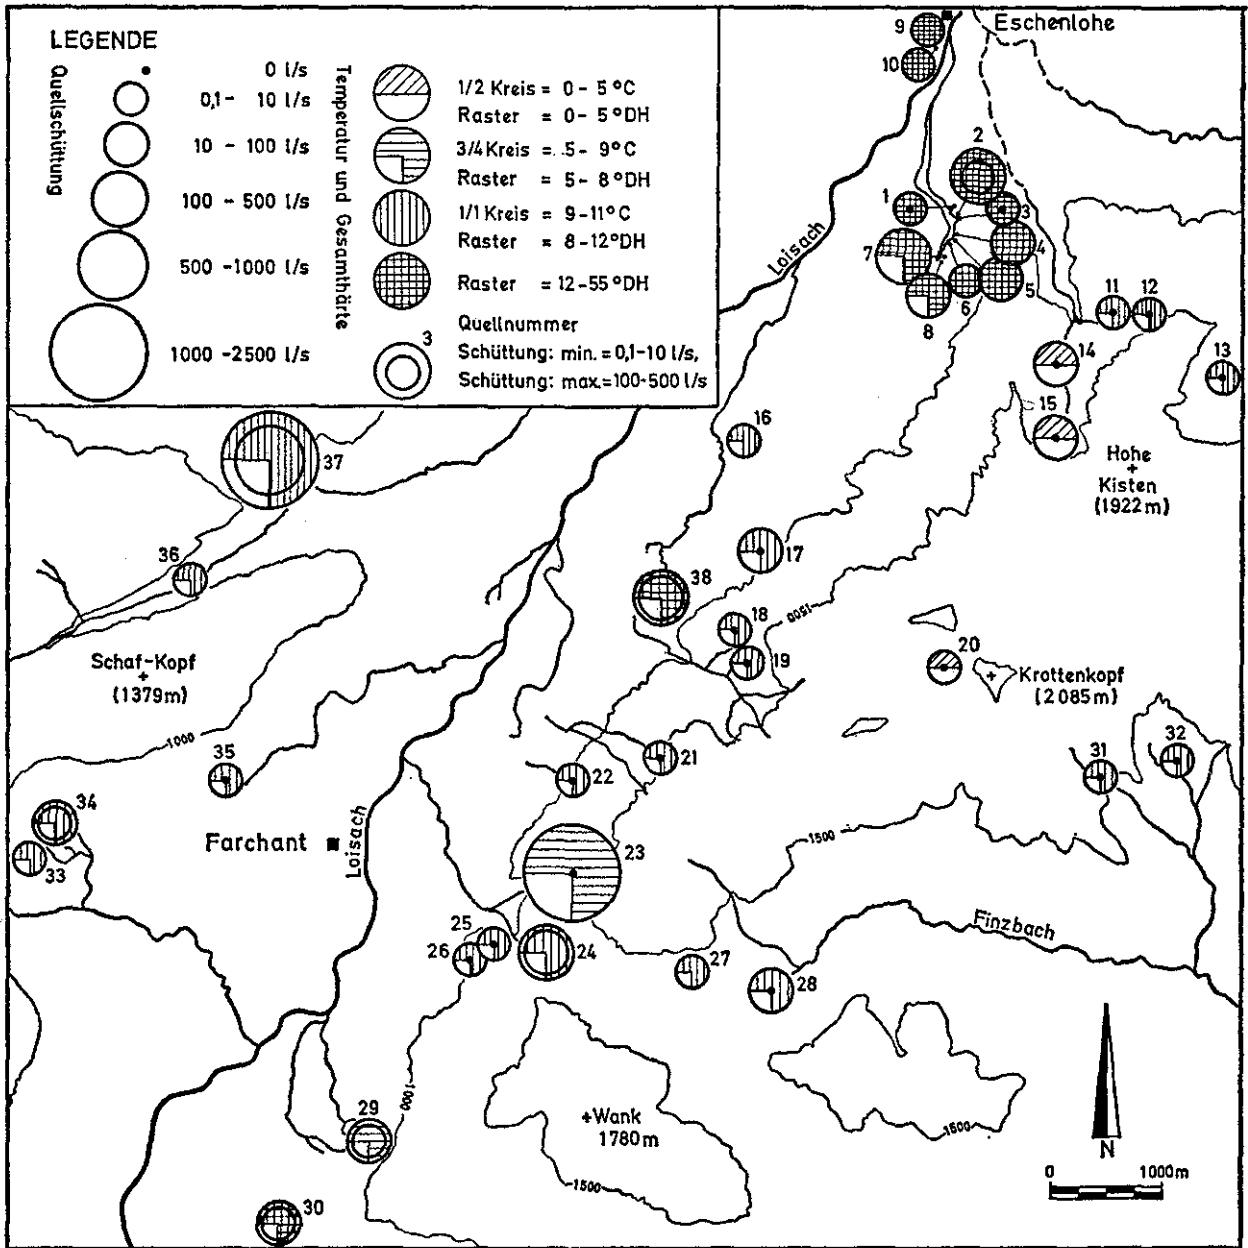 LEGENDE
Quellschüttung
0 l/s
0,1- 10 l/s
10 - 100 l/s
100 - 500 l/s
500 -1000 l/s
1000 -2500 l/s
Temperatur und Gesamthärte
1/2 Kreis = 0 - 5 °C
Raster = 0 - 5 °DH
3/4 Kreis = 5 - 9 °C
Raster = 5 - 8 °DH
1/1 Kreis = 9 -11 °C
Raster = 8 -12 °DH
Raster = 12 -55 °DH
3
Quellnummer
Schüttung: min. = 0,1-10 l/s,
Schüttung: max.= 100-500 l/s
9
Eschenlohe
10
2
1
3
Loisach
4
7
5
6
8
11
12
13
14
15
16
Hohe
+
Kisten
(1922m)
37
17
36
38
18
1500
19
20
Schaf-Kopf
+
(1379m)
+ Krottenkopf
(2085m)
1000
35
22
21
31
32
34
33
Farchant
Loisach
23
1500
Finzbach
25
26
24
27
28
29
1000
+Wank
1780m
1500
1500
30
N
0 1000m